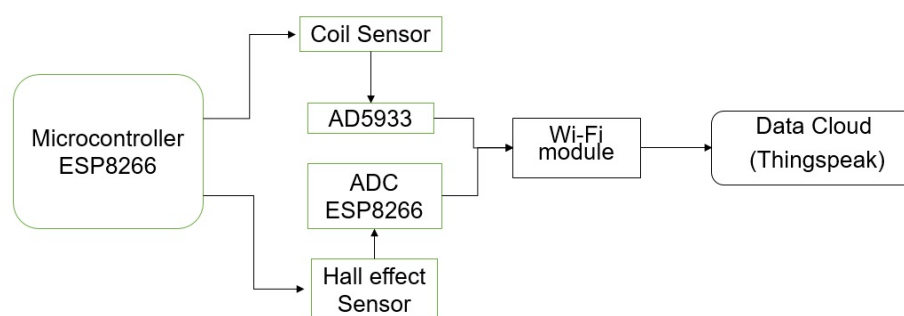 Coil Sensor
Microcontroller
ESP8266
AD5933
ADC
ESP8266
Hall effect
Sensor
Wi-Fi
module
Data Cloud
(Thingspeak)